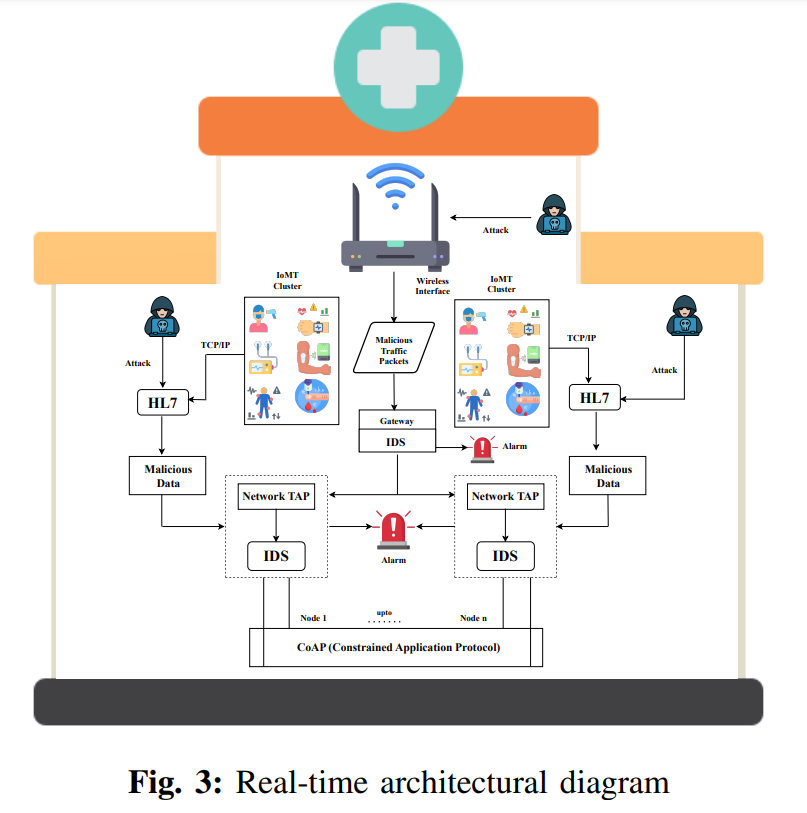 Attack
Wireless
Interface
IoMT
Cluster
IoMT
Cluster
Malicious
Traffic
Packets
TCP/IP
TCP/IP
Attack
Attack
HL7
HL7
Gateway
IDS
Alarm
Malicious
Data
Malicious
Data
Network TAP
Network TAP
IDS
Alarm
IDS
Node 1
upto
.......
Node n
CoAP (Constrained Application Protocol)
Fig. 3: Real-time architectural diagram